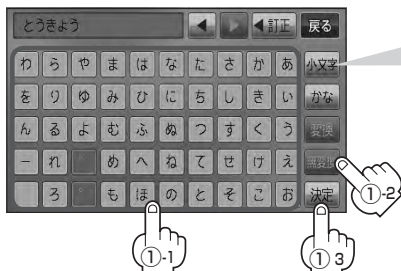 とうきょう ◀ ▶ ◀訂正 戻る
わ ら や ま は な た さ か あ 小文字
を り ゆ み ひ に ち し き い かな
ん る よ む ふ ぬ つ す く う 変換
ー れ ゛ め へ ね て せ け え 無変換
ろ ゜ も ほ の と そ こ お 決定
①-2
①-1 ①3